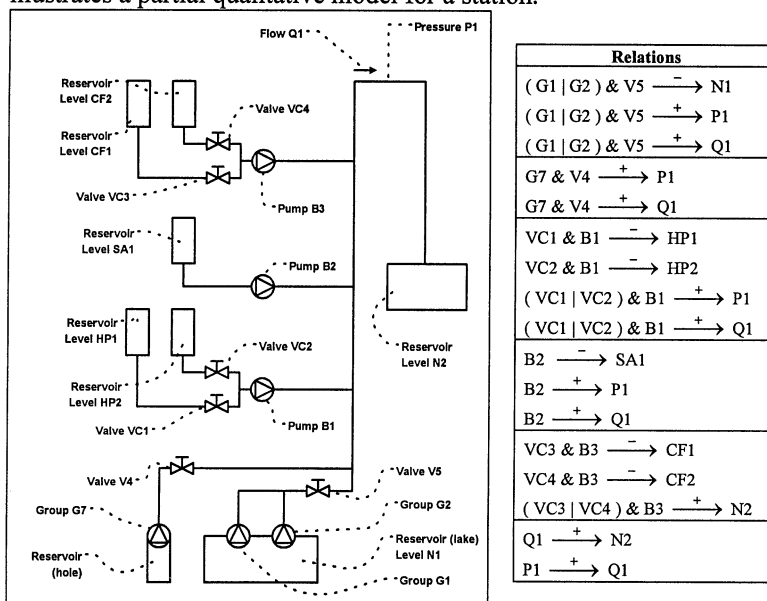 illustrates a partial qualitative model for a station.
Flow Q1
Pressure P1
Reservoir
Level CF2
Reservoir
Level CF1
Valve VC4
Valve VC3
Pump B3
Reservoir
Level SA1
Pump B2
Reservoir
Level HP1
Valve VC2
Reservoir
Level HP2
Valve VC1
Pump B1
Reservoir
Level N2
Valve V4
Valve V5
Group G7
Group G2
Reservoir
(hole)
Reservoir (lake)
Level N1
Group G1
Relations
( G1 | G2 ) & V5 —⁻→ N1
( G1 | G2 ) & V5 —⁺→ P1
( G1 | G2 ) & V5 —⁺→ Q1
G7 & V4 —⁺→ P1
G7 & V4 —⁺→ Q1
VC1 & B1 —⁻→ HP1
VC2 & B1 —⁻→ HP2
( VC1 | VC2 ) & B1 —⁺→ P1
( VC1 | VC2 ) & B1 —⁺→ Q1
B2 —⁻→ SA1
B2 —⁺→ P1
B2 —⁺→ Q1
VC3 & B3 —⁻→ CF1
VC4 & B3 —⁻→ CF2
( VC3 | VC4 ) & B3 —⁺→ N2
Q1 —⁺→ N2
P1 —⁺→ Q1